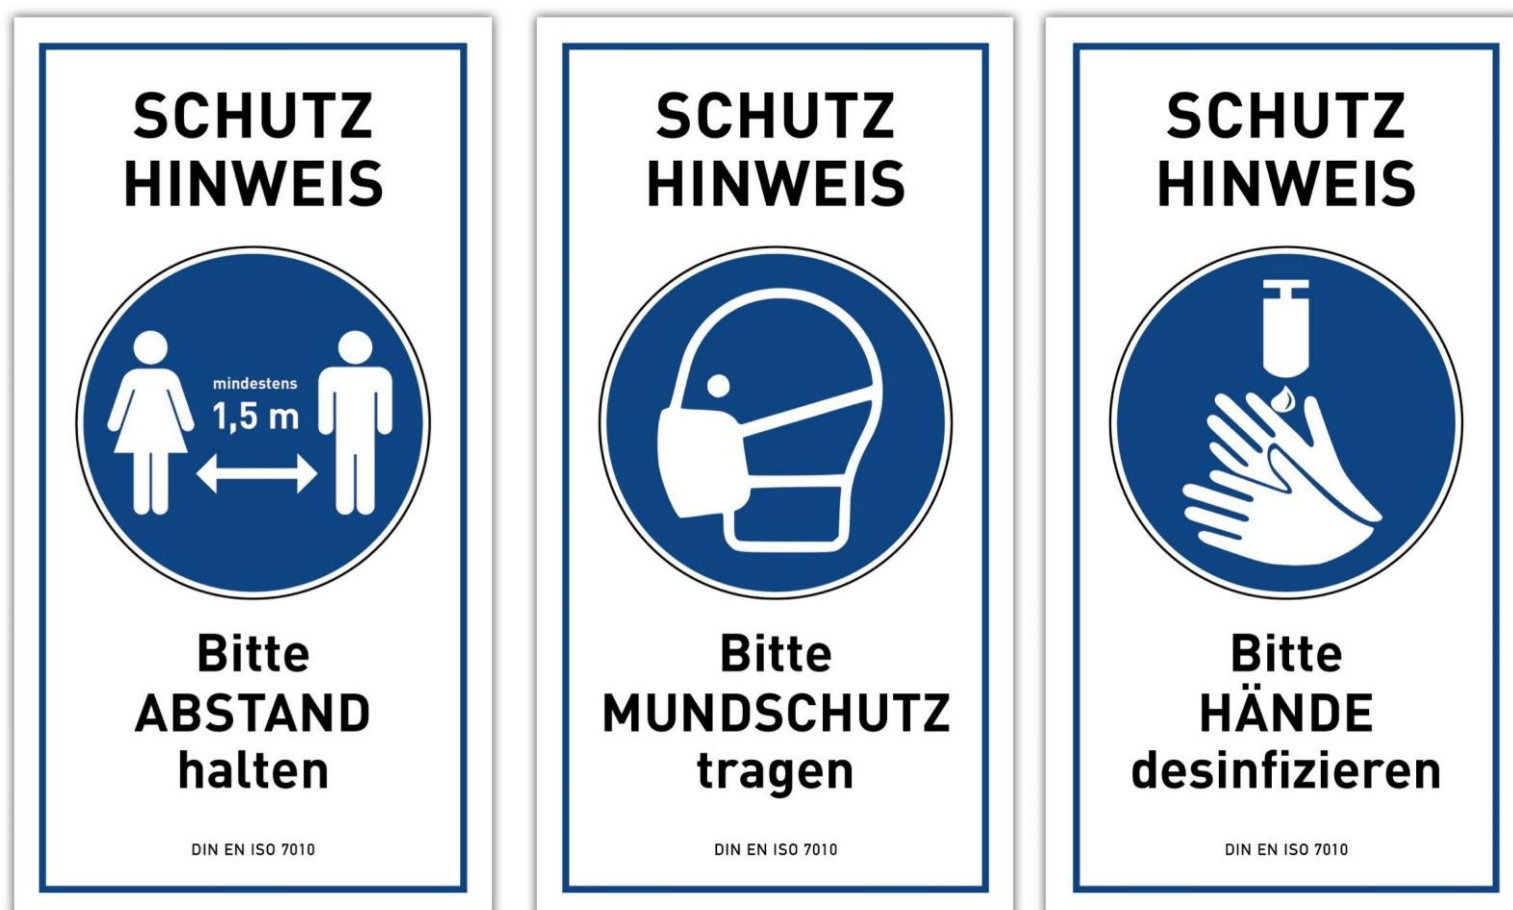 SCHUTZ
HINWEIS
mindestens
1,5 m
Bitte
ABSTAND
halten
DIN EN ISO 7010
SCHUTZ
HINWEIS
Bitte
MUNDSCHUTZ
tragen
DIN EN ISO 7010
SCHUTZ
HINWEIS
Bitte
HÄNDE
desinfizieren
DIN EN ISO 7010